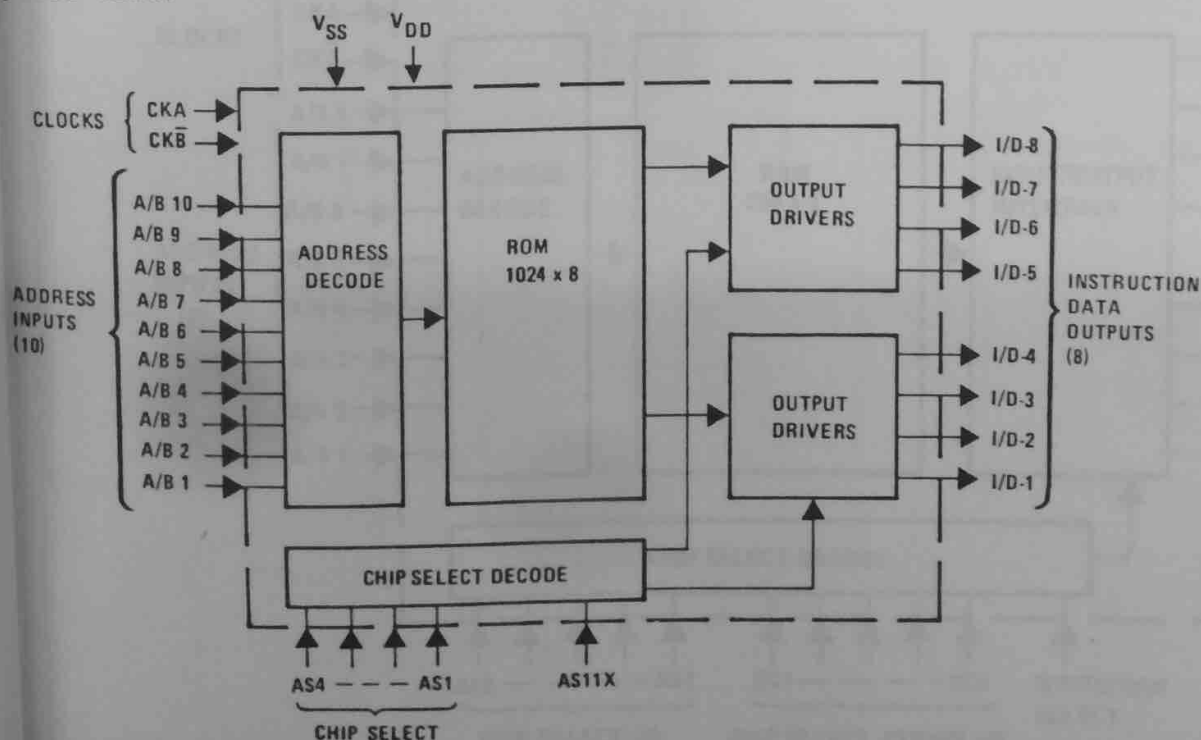 V_SS V_DD
CLOCKS
CKA
CKB̅
ADDRESS
INPUTS
(10)
A/B 10
A/B 9
A/B 8
A/B 7
A/B 6
A/B 5
A/B 4
A/B 3
A/B 2
A/B 1
ADDRESS
DECODE
ROM
1024 x 8
OUTPUT
DRIVERS
OUTPUT
DRIVERS
I/D-8
I/D-7
I/D-6
I/D-5
I/D-4
I/D-3
I/D-2
I/D-1
INSTRUCTION
DATA
OUTPUTS
(8)
CHIP SELECT DECODE
AS4 - - - - AS1 AS11X
CHIP SELECT